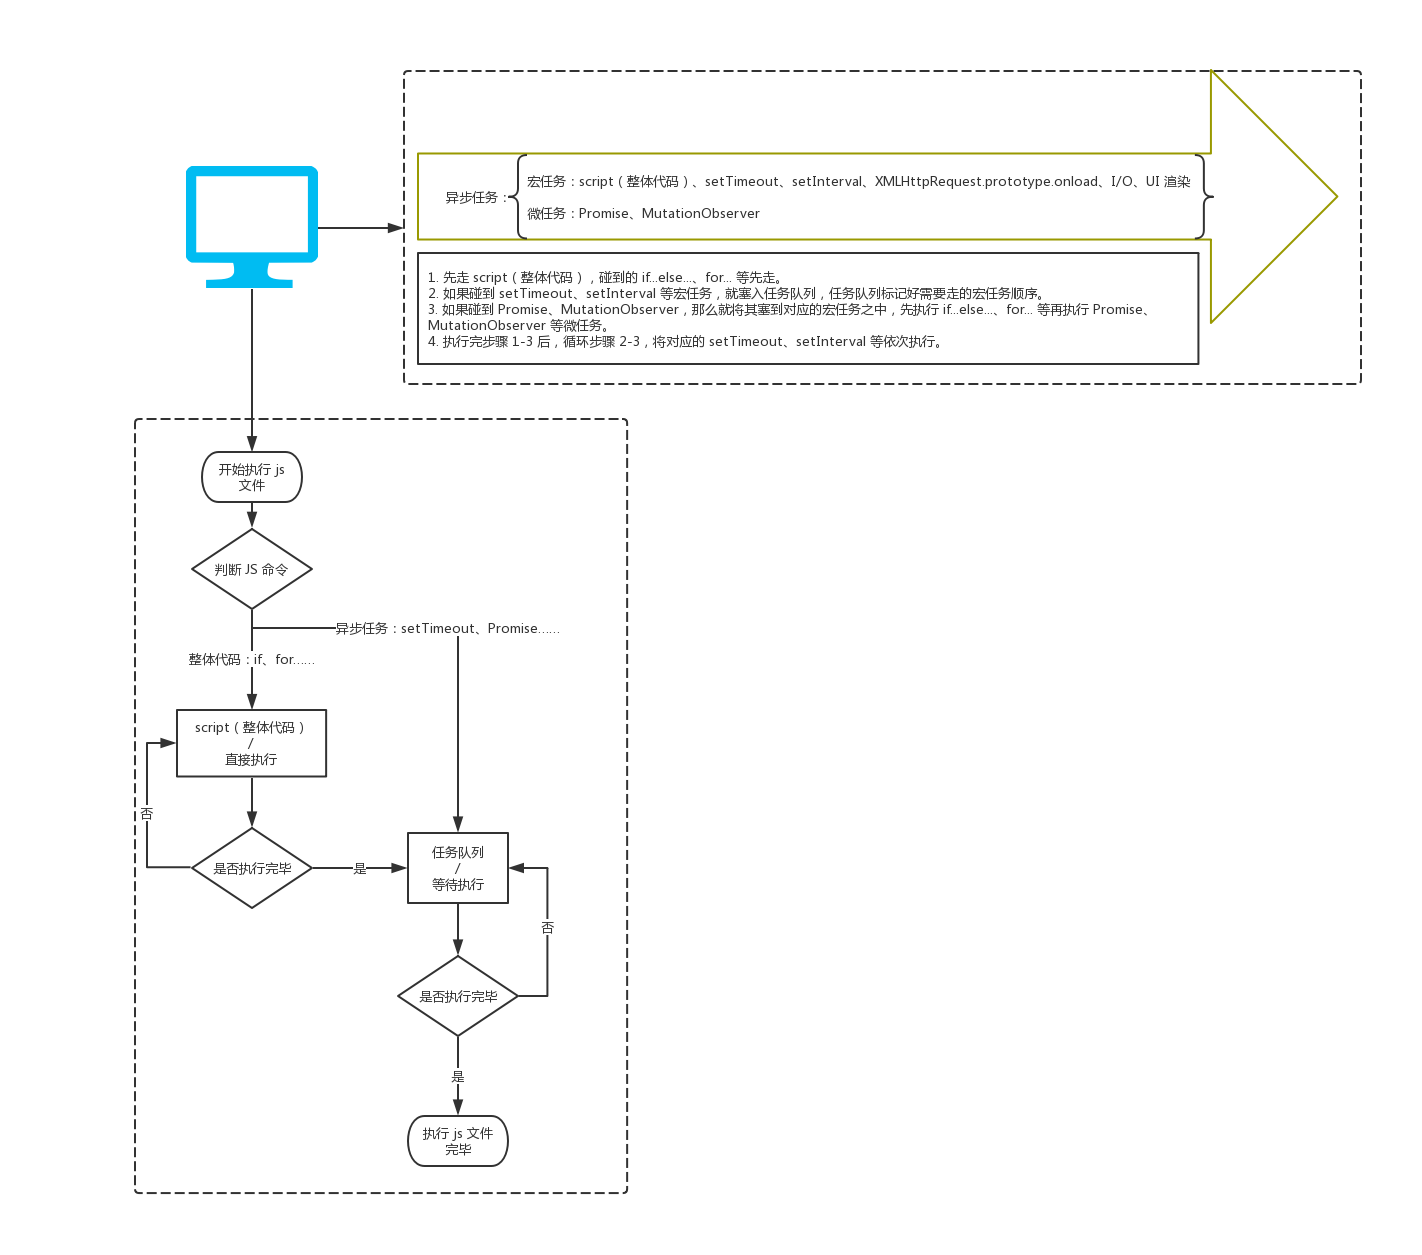 异步任务：
宏任务：script（整体代码）、setTimeout、setInterval、XMLHttpRequest.prototype.onload、I/O、UI 渲染
微任务：Promise、MutationObserver
1. 先走 script（整体代码），碰到的 if...else...、for... 等先走。
2. 如果碰到 setTimeout、setInterval 等宏任务，就塞入任务队列，任务队列标记好需要走的宏任务顺序。
3. 如果碰到 Promise、MutationObserver，那么就将其塞到对应的宏任务之中，先执行 if...else...、for... 等再执行 Promise、
MutationObserver 等微任务。
4. 执行完步骤 1-3 后，循环步骤 2-3，将对应的 setTimeout、setInterval 等依次执行。
开始执行 js
文件
判断 JS 命令
异步任务：setTimeout、Promise……
整体代码：if、for……
script（整体代码）
/
直接执行
否
是否执行完毕
是
任务队列
/
等待执行
否
是否执行完毕
是
执行 js 文件
完毕